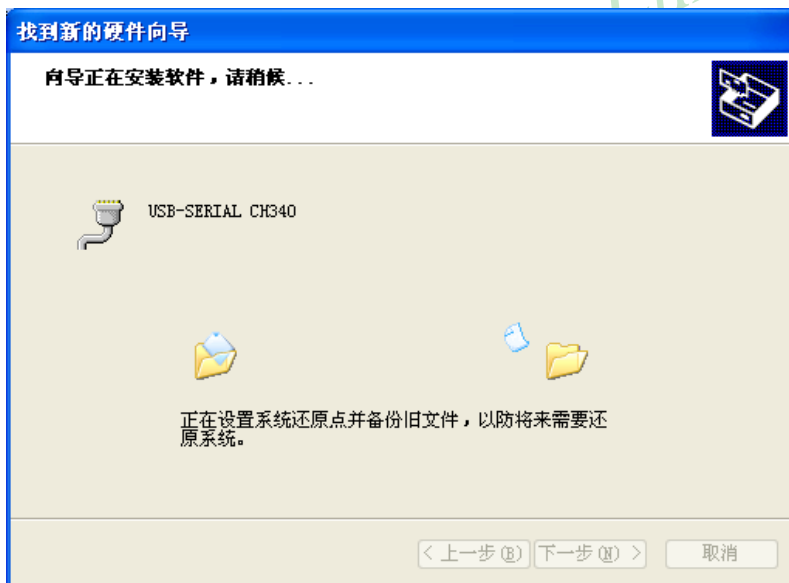 找到新的硬件向导
向导正在安装软件，请稍候...
USB-SERIAL CH340
正在设置系统还原点并备份旧文件，以防将来需要还
原系统。
< 上一步(B) 下一步(N) > 取消